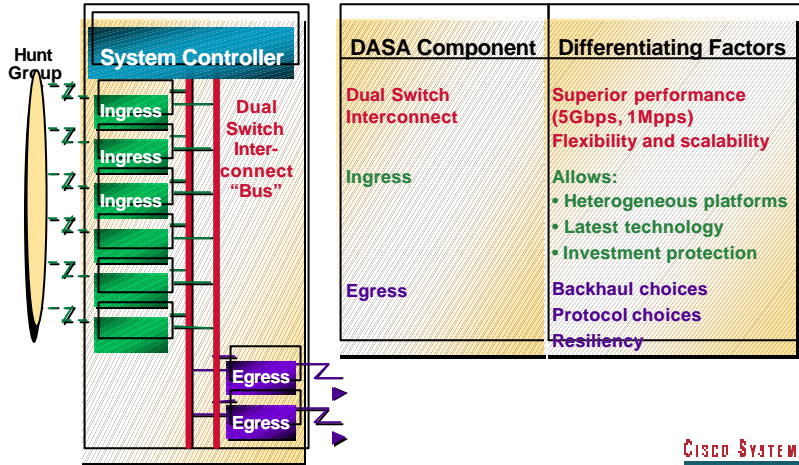 Hunt
Group
System Controller
Ingress
Ingress
Ingress
Dual
Switch
Inter-
connect
“Bus”
Egress
Egress
DASA Component
Differentiating Factors
Dual Switch
Interconnect
Superior performance
(5Gbps, 1Mpps)
Flexibility and scalability
Ingress
Allows:
• Heterogeneous platforms
• Latest technology
• Investment protection
Egress
Backhaul choices
Protocol choices
Resiliency
CISCO SYSTEM